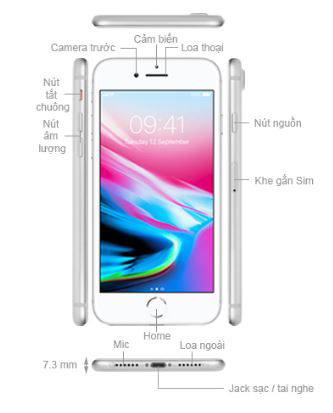 Cảm biến
Camera trước
Loa thoại
Nút
tắt
chuông
Nút
âm
lượng
09:41
Tuesday 12 September
Nút nguồn
Khe gắn Sim
Home
Mic
Loa ngoài
7.3 mm
Jack sạc / tai nghe